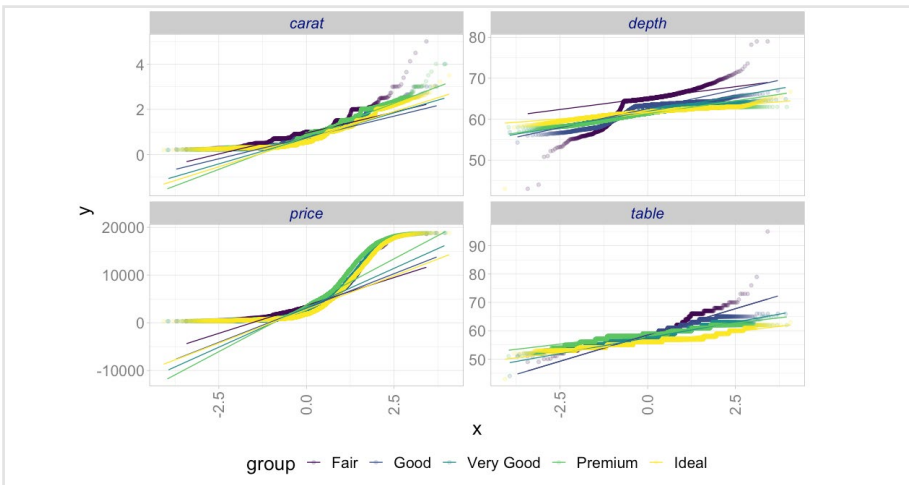 carat depth
4
2
0
80
70
60
50
y
price table
20000
10000
0
-10000
90
80
70
60
50
-2.5 0.0 2.5 -2.5 0.0 2.5
x
group Fair Good Very Good Premium Ideal